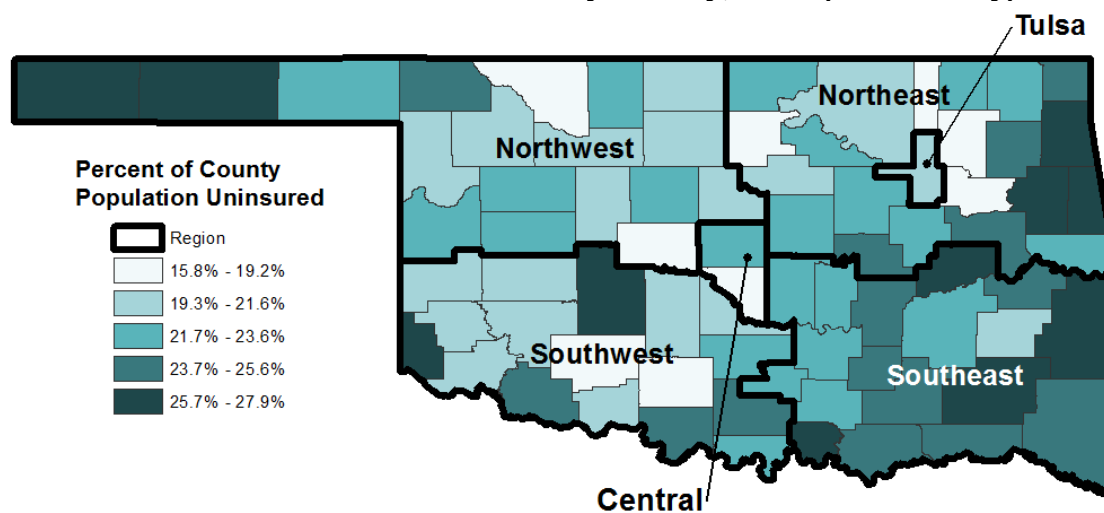 Tulsa
Northeast
Northwest
Percent of County
Population Uninsured
Region
15.8% - 19.2%
19.3% - 21.6%
21.7% - 23.6%
23.7% - 25.6%
25.7% - 27.9%
Southwest
Southeast
Central